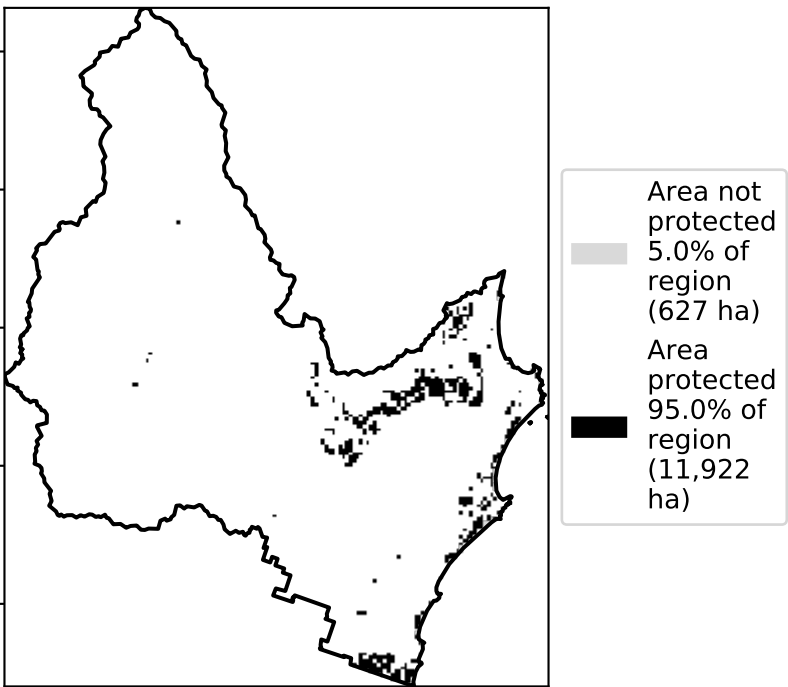 Area not
protected
5.0% of
region
(627 ha)
Area
protected
95.0% of
region
(11,922
ha)